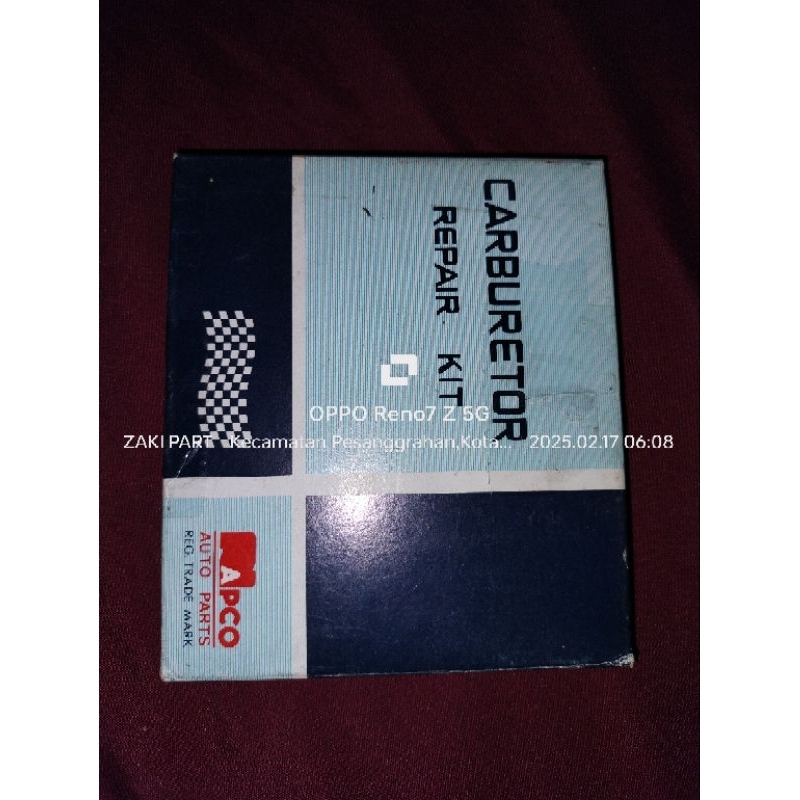 CARBURETOR
REPAIR KIT
APCO
AUTO PARTS
REG. TRADE MARK
OPPO Reno7 Z 5G
ZAKI PART Kecamatan Pesanggrahan,Kota... 2025.02.17 06:08